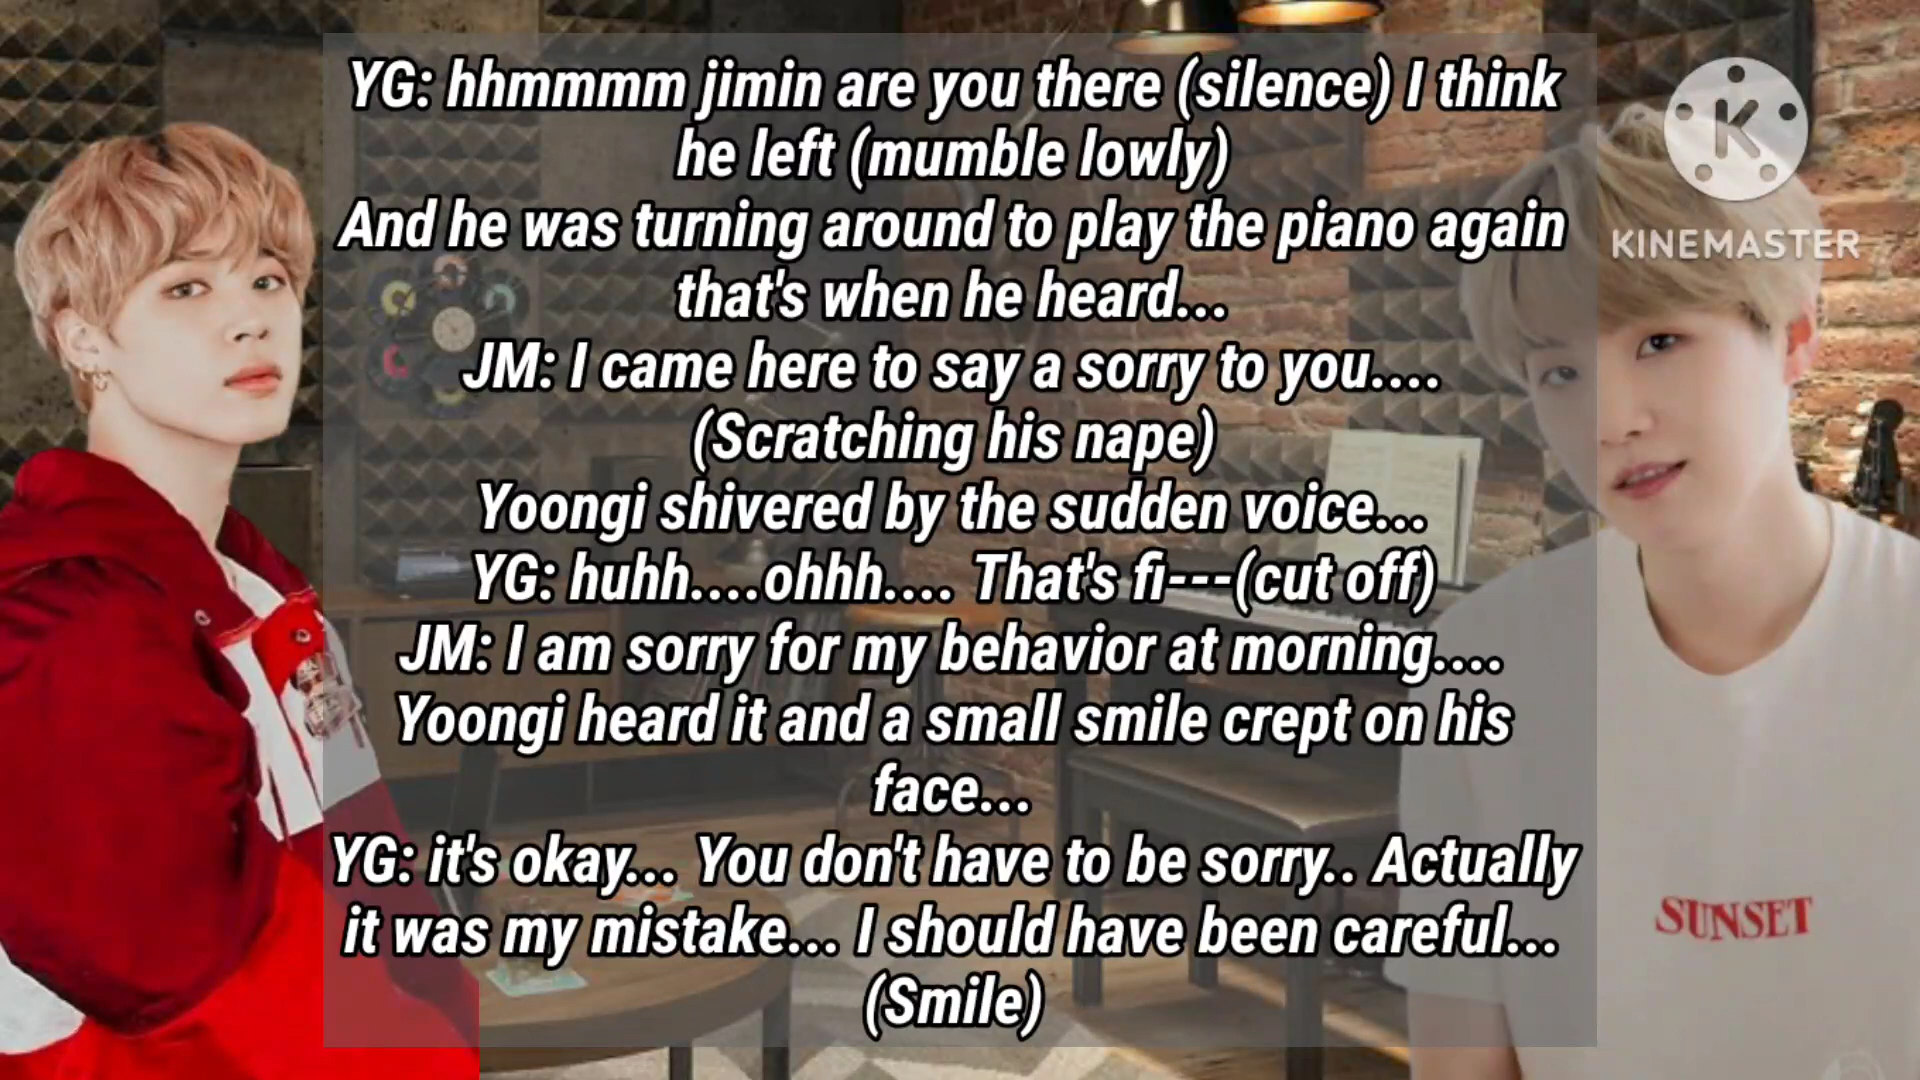 YG: hhmmmm jimin are you there (silence) I think
he left (mumble lowly)
And he was turning around to play the piano again
that's when he heard...
JM: I came here to say a sorry to you....
(Scratching his nape)
Yoongi shivered by the sudden voice...
YG: huhh....ohhh.... That's fi---(cut off)
JM: I am sorry for my behavior at morning....
Yoongi heard it and a small smile crept on his
face...
YG: it's okay... You don't have to be sorry.. Actually
it was my mistake... I should have been careful...
(Smile)
K
KINEMASTER
SUNSET